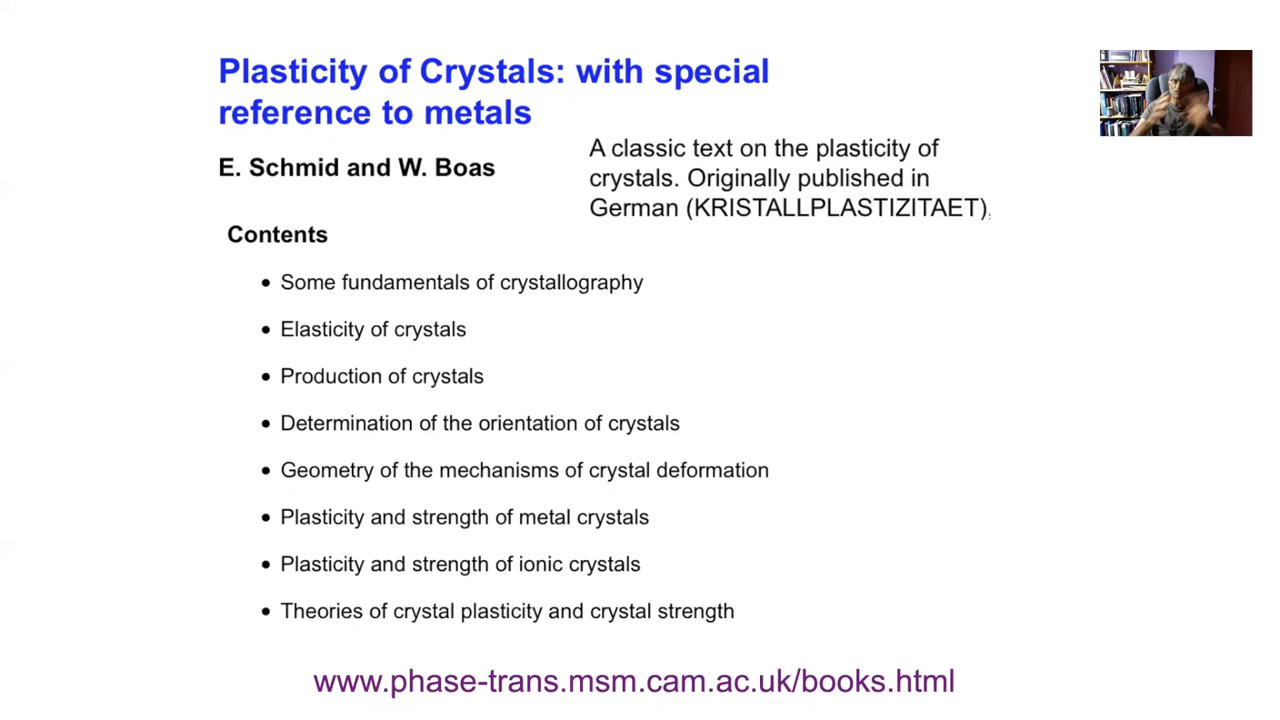 Plasticity of Crystals: with special
reference to metals
E. Schmid and W. Boas
A classic text on the plasticity of
crystals. Originally published in
German (KRISTALLPLASTIZITAET).
Contents
• Some fundamentals of crystallography
• Elasticity of crystals
• Production of crystals
• Determination of the orientation of crystals
• Geometry of the mechanisms of crystal deformation
• Plasticity and strength of metal crystals
• Plasticity and strength of ionic crystals
• Theories of crystal plasticity and crystal strength
www.phase-trans.msm.cam.ac.uk/books.html